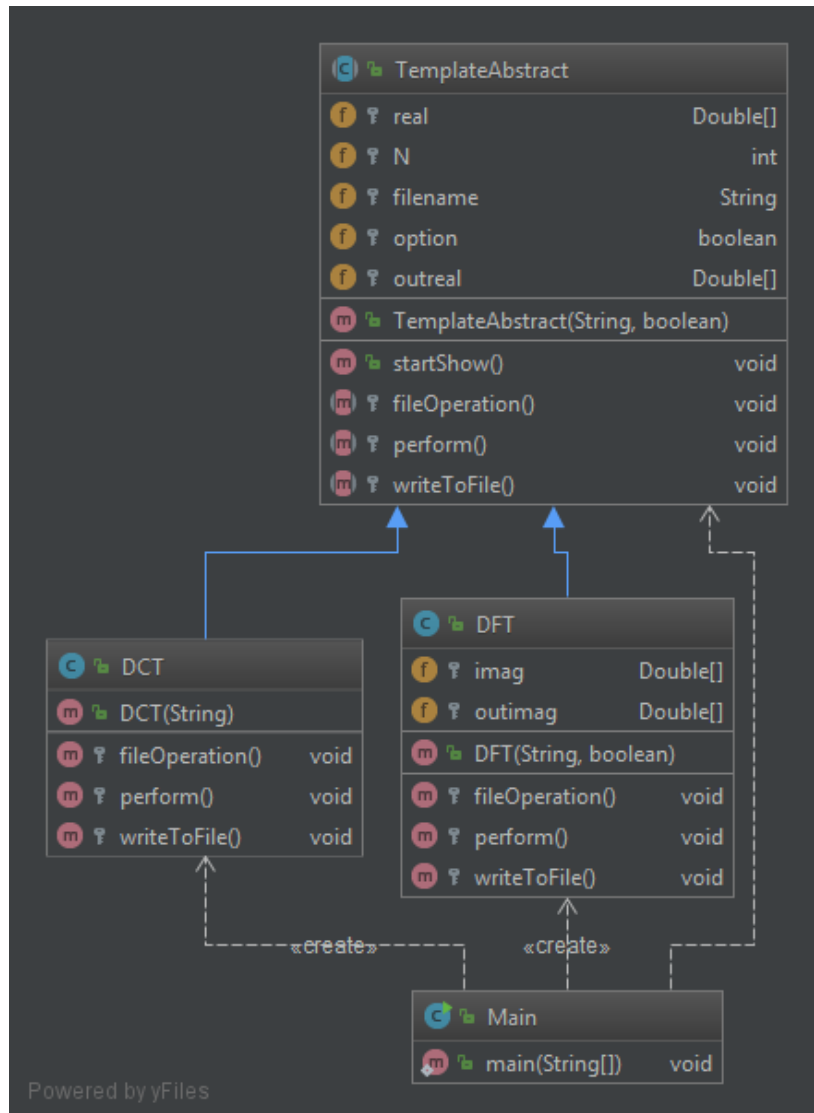 TemplateAbstract
real Double[]
N int
filename String
option boolean
outreal Double[]
TemplateAbstract(String, boolean)
startShow() void
fileOperation() void
perform() void
writeToFile() void
DCT
DCT(String)
fileOperation() void
perform() void
writeToFile() void
DFT
imag Double[]
outimag Double[]
DFT(String, boolean)
fileOperation() void
perform() void
writeToFile() void
«create»
«create»
Main
main(String[]) void
Powered by yFiles